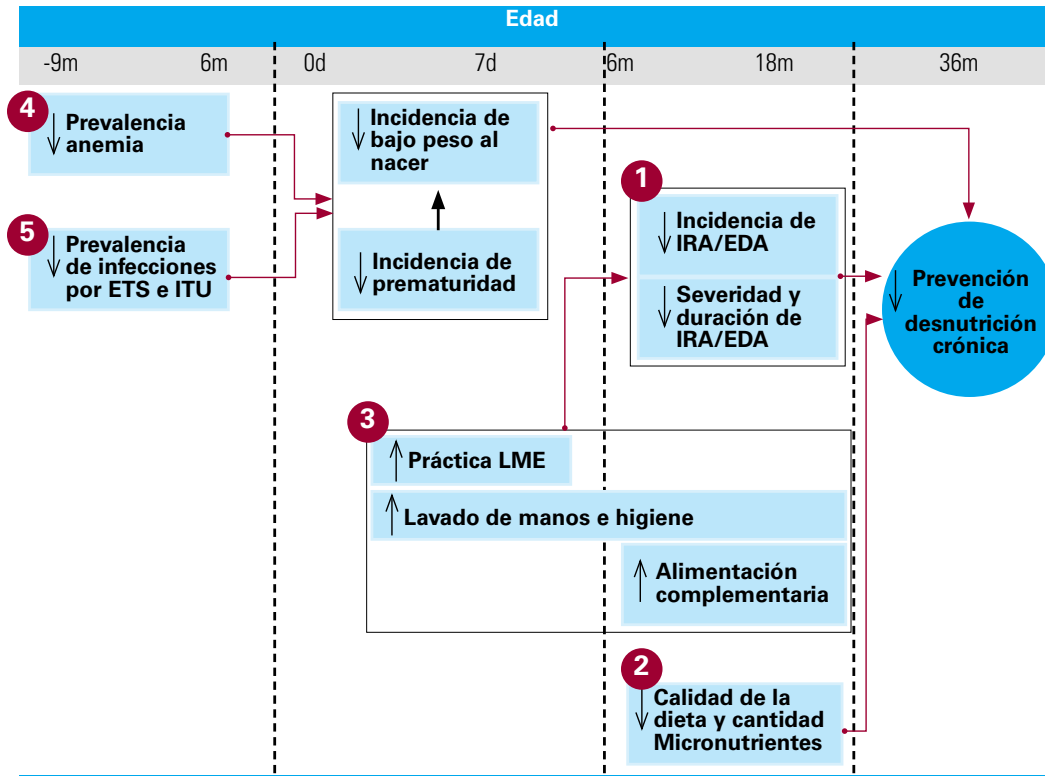 Edad
-9m 6m 0d 7d 6m 18m 36m
4
Prevalencia
anemia
5
Prevalencia
de infecciones
por ETS e ITU
Incidencia de
bajo peso al
nacer
Incidencia de
prematuridad
1
Incidencia de
IRA/EDA
Severidad y
duración de
IRA/EDA
Prevención
de
desnutrición
crónica
3
Práctica LME
Lavado de manos e higiene
Alimentación
complementaria
2
Calidad de la
dieta y cantidad
Micronutrientes